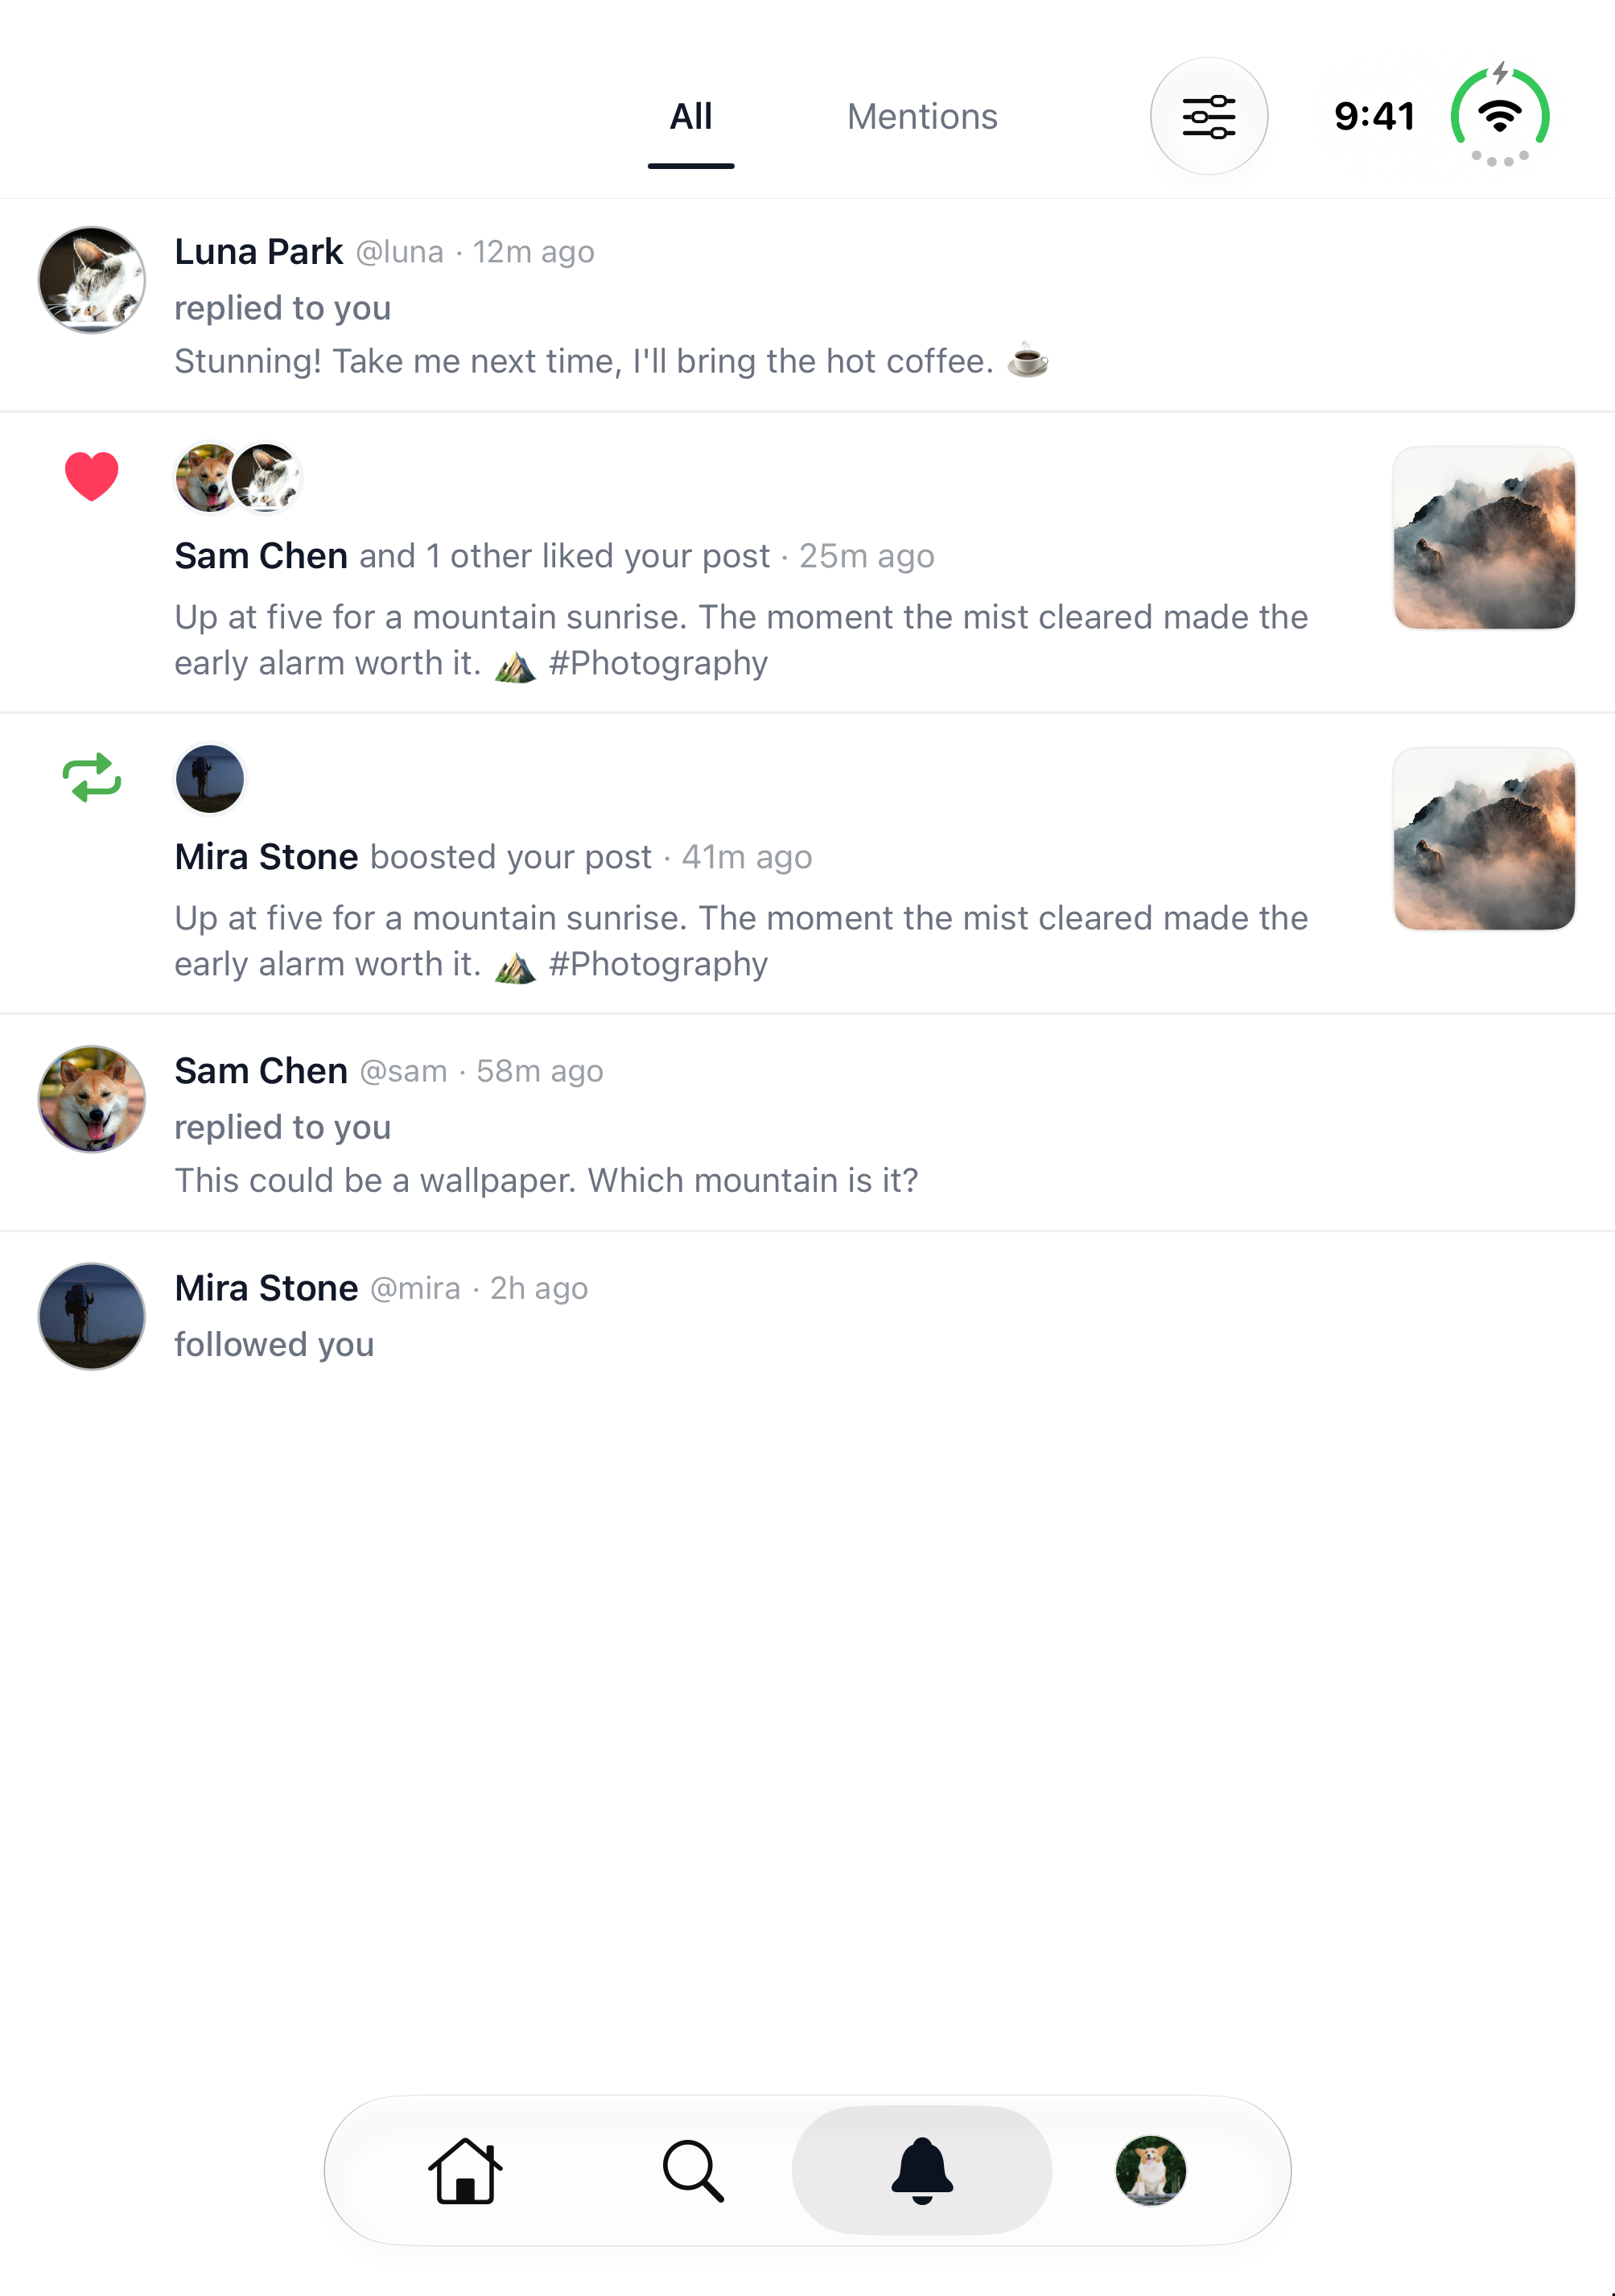 All
Mentions
9:41
Luna Park @luna · 12m ago
replied to you
Stunning! Take me next time, I'll bring the hot coffee. ☕
Sam Chen and 1 other liked your post · 25m ago
Up at five for a mountain sunrise. The moment the mist cleared made the
early alarm worth it. ⛰️ #Photography
Mira Stone boosted your post · 41m ago
Up at five for a mountain sunrise. The moment the mist cleared made the
early alarm worth it. ⛰️ #Photography
Sam Chen @sam · 58m ago
replied to you
This could be a wallpaper. Which mountain is it?
Mira Stone @mira · 2h ago
followed you